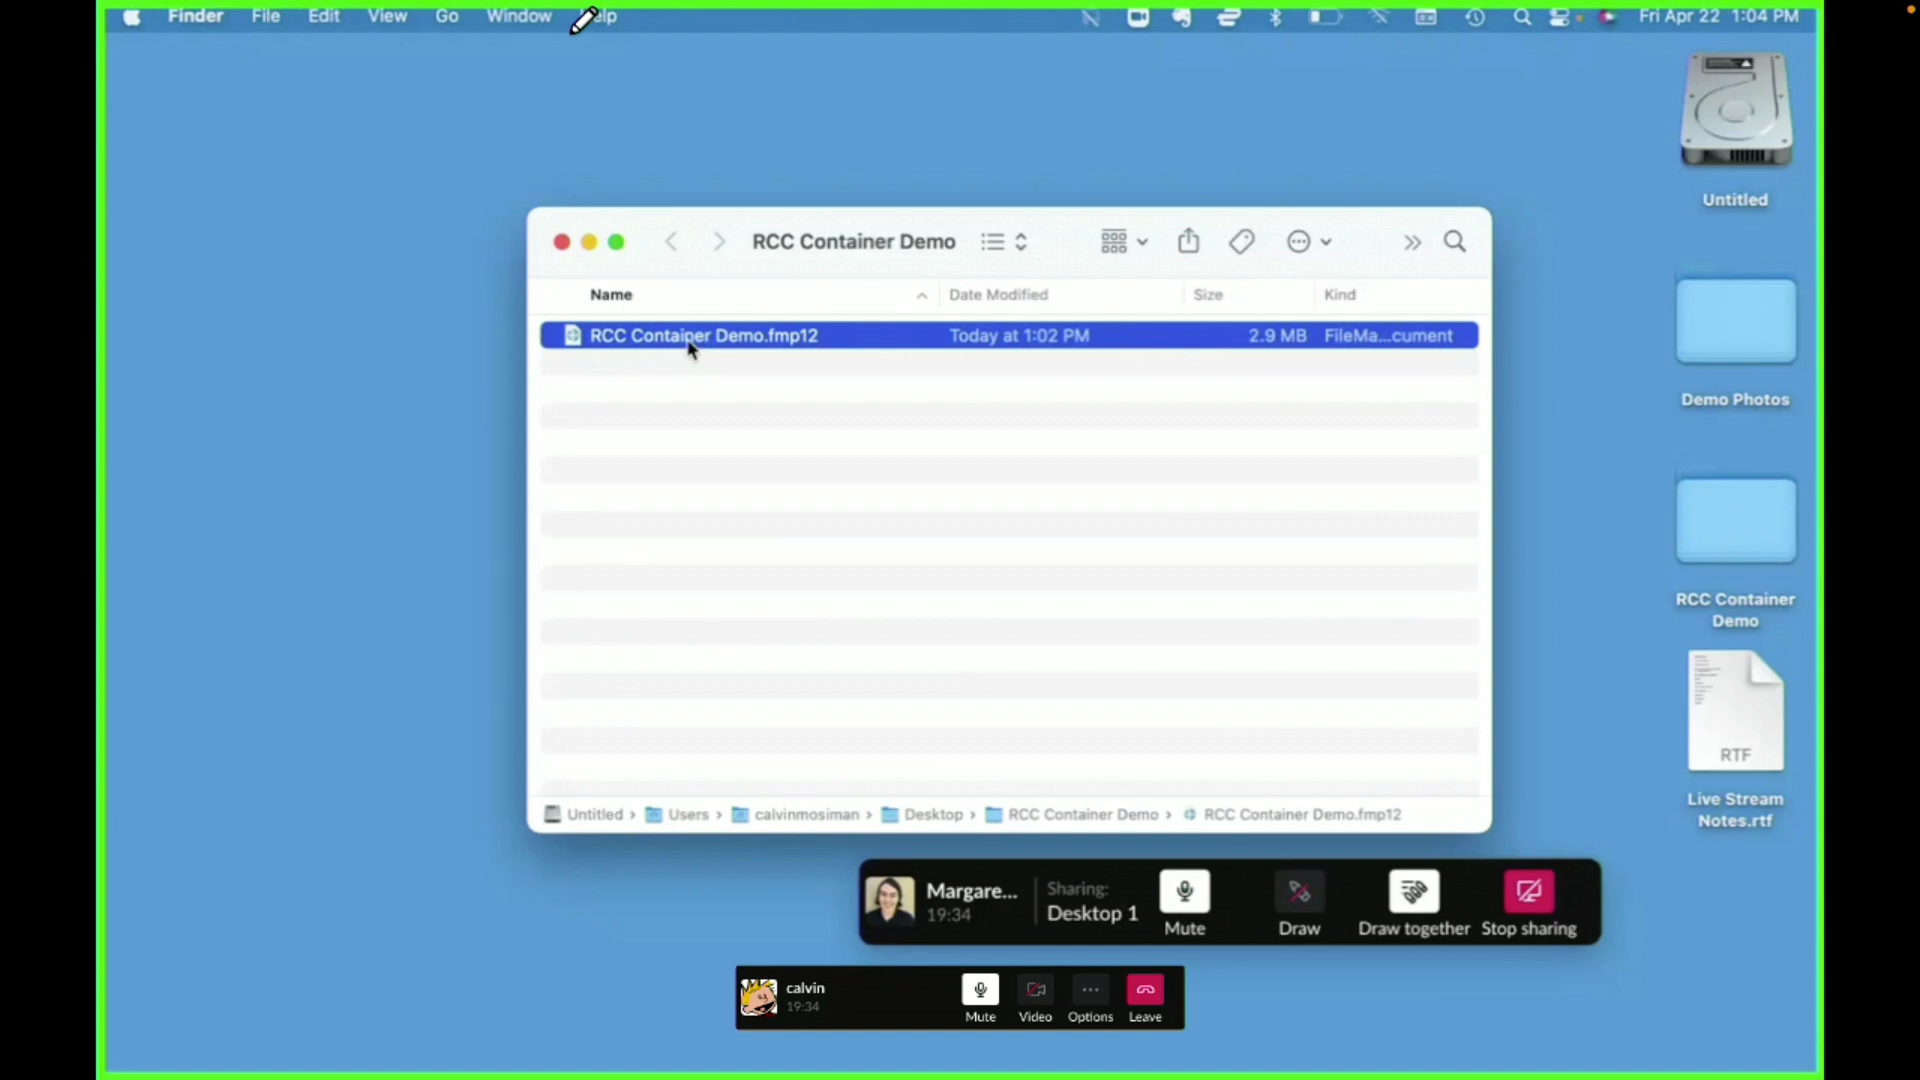 Finder File Edit View Go Window Help Fri Apr 22 1:04 PM
Untitled
RCC Container Demo
Name Date Modified Size Kind
RCC Container Demo.fmp12 Today at 1:02 PM 2.9 MB FileMa...cument
Demo Photos
RCC Container
Demo
RTF
Live Stream
Notes.rtf
Untitled › Users › calvinmosiman › Desktop › RCC Container Demo › RCC Container Demo.fmp12
Margare...
19:34
Sharing:
Desktop 1
Mute Draw Draw together Stop sharing
calvin
19:34
Mute Video Options Leave